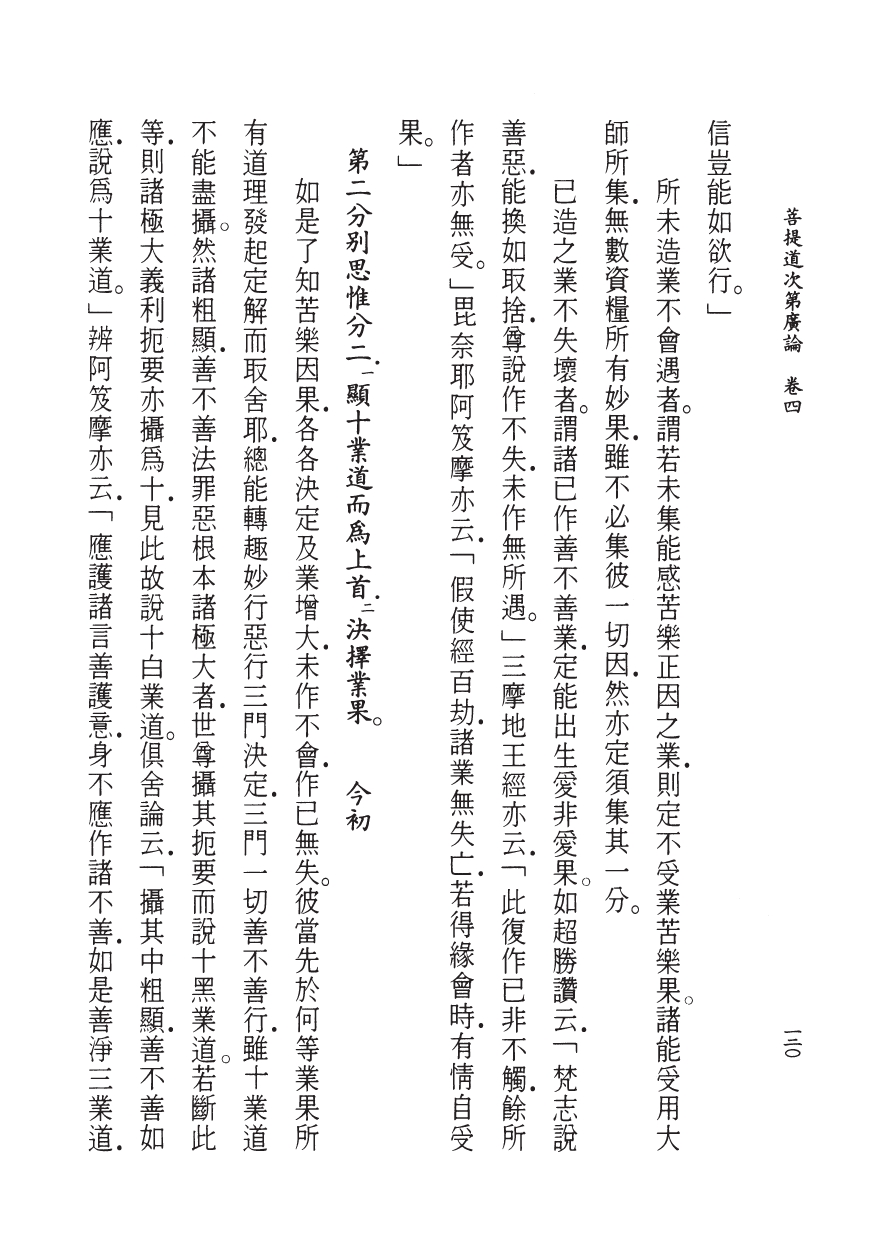 菩提道次第廣論　卷四
一三〇
信豈能如欲行。」
所未造業不會遇者。謂若未集能感苦樂正因之業．則定不受業苦樂果。諸能受用大
師所集．無數資糧所有妙果．雖不必集彼一切因．然亦定須集其一分。
已造之業不失壞者。謂諸已作善不善業．定能出生愛非愛果。如超勝讚云．「梵志說
善惡．能換如取捨．尊說作不失．未作無所遇。」三摩地王經亦云．「此復作已非不觸．餘所
作者亦無受。」毘奈耶阿笈摩亦云．「假使經百劫．諸業無失亡．若得緣會時．有情自受
果。」
第二分別思惟分二．一顯十業道而爲上首．二決擇業果。　今初
如是了知苦樂因果．各各決定及業增大．未作不會．作已無失。彼當先於何等業果所
有道理發起定解而取舍耶．總能轉趣妙行惡行三門決定．三門一切善不善行．雖十業道
不能盡攝。然諸粗顯．善不善法罪惡根本諸極大者．世尊攝其扼要而說十黑業道。若斷此
等．則諸極大義利扼要亦攝爲十．見此故說十白業道。俱舍論云．「攝其中粗顯．善不善如
應．說爲十業道。」辨阿笈摩亦云．「應護諸言善護意．身不應作諸不善．如是善淨三業道．